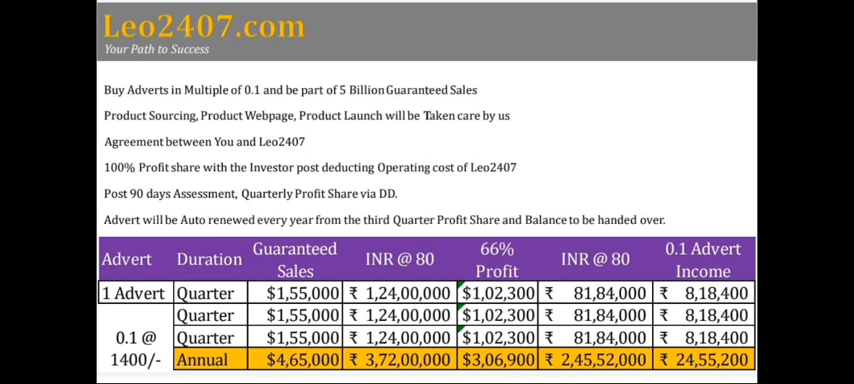 Leo2407.com
Your Path to Success
Buy Adverts in Multiple of 0.1 and be part of 5 Billion Guaranteed Sales
Product Sourcing, Product Webpage, Product Launch will be Taken care by us
Agreement between You and Leo2407
100% Profit share with the Investor post deducting Operating cost of Leo2407
Post 90 days Assessment, Quarterly Profit Share via DD.
Advert will be Auto renewed every year from the third Quarter Profit Share and Balance to be handed over.
Advert Duration Guaranteed Sales INR @ 80 66% Profit INR @ 80 0.1 Advert Income
1 Advert Quarter $1,55,000 ₹ 1,24,00,000 $1,02,300 ₹ 81,84,000 ₹ 8,18,400
Quarter $1,55,000 ₹ 1,24,00,000 $1,02,300 ₹ 81,84,000 ₹ 8,18,400
0.1 @ Quarter $1,55,000 ₹ 1,24,00,000 $1,02,300 ₹ 81,84,000 ₹ 8,18,400
1400/- Annual $4,65,000 ₹ 3,72,00,000 $3,06,900 ₹ 2,45,52,000 ₹ 24,55,200